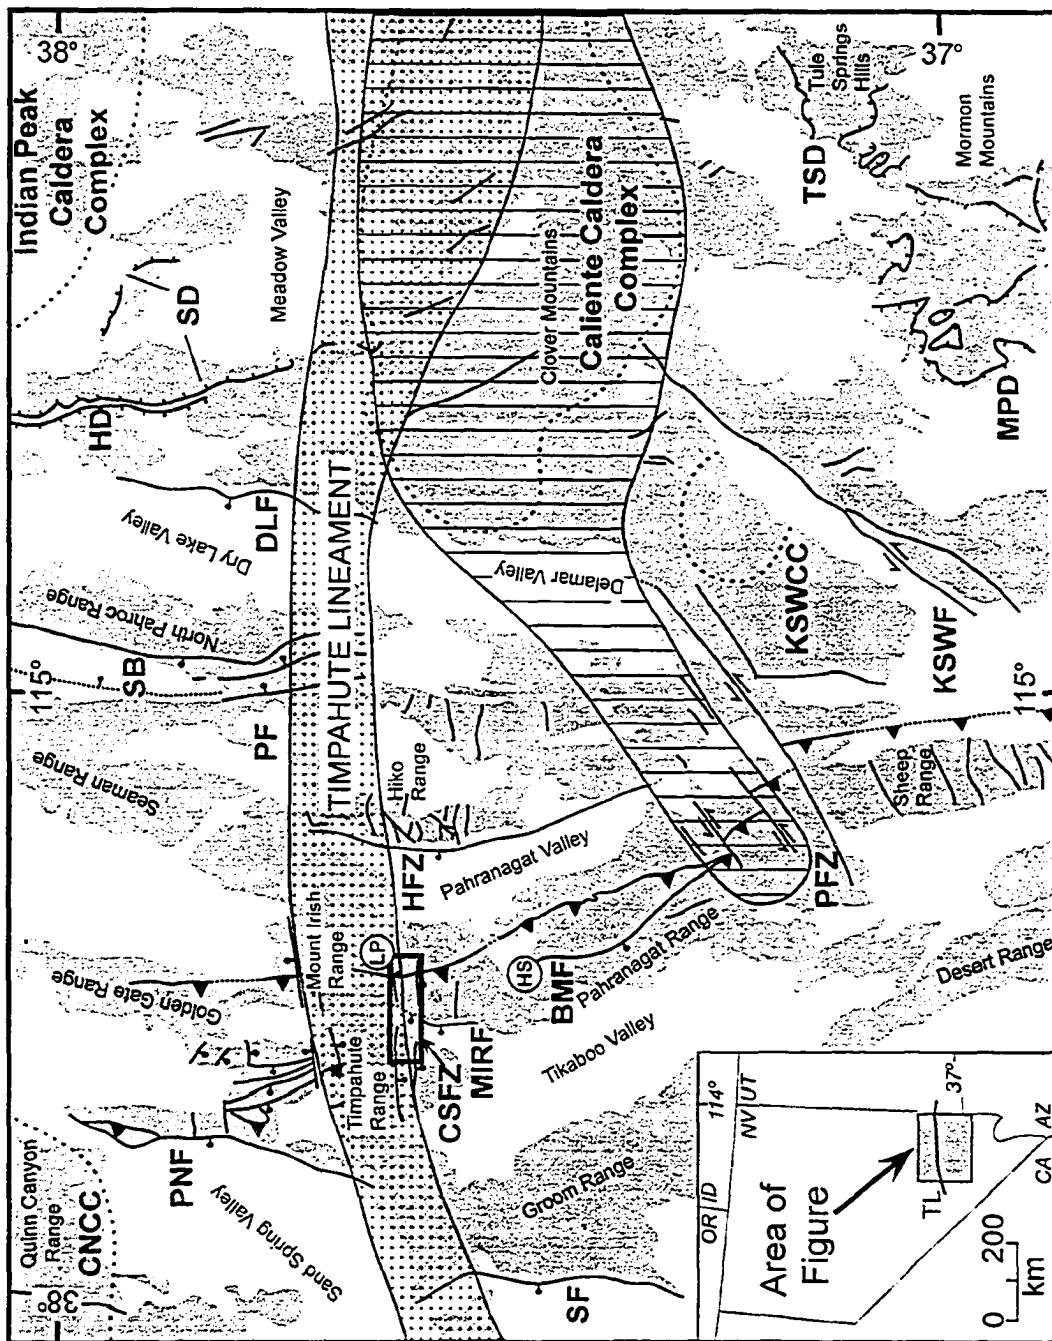 38°
Indian Peak
Caldera
Complex
Quinn Canyon
Range
CNCC
PNF
Sand Spring Valley
Golden Gate Range
Seaman Range
115°
SB
PF
North Pahroc Range
Dry Lake Valley
DLF
HD
SD
Meadow Valley
TIMPAHUTE LINEAMENT
Mount Irish
Range
Timpahute
Range
LP
CSFZ
MIRF
HFZ
Hiko
Range
Pahranagat Valley
HS
BMF
Pahranagat Range
Tikaboo Valley
Groom Range
SF
Delamar Valley
Clover Mountains
Caliente Caldera
Complex
PFZ
KSWCC
KSWF
115°
Sheep
Range
Desert Range
MPD
TSD
Tule
Springs
Hills
Mormon
Mountains
37°
OR
ID
114°
NV
UT
Area of
Figure
TL
37°
CA
AZ
0
200
km